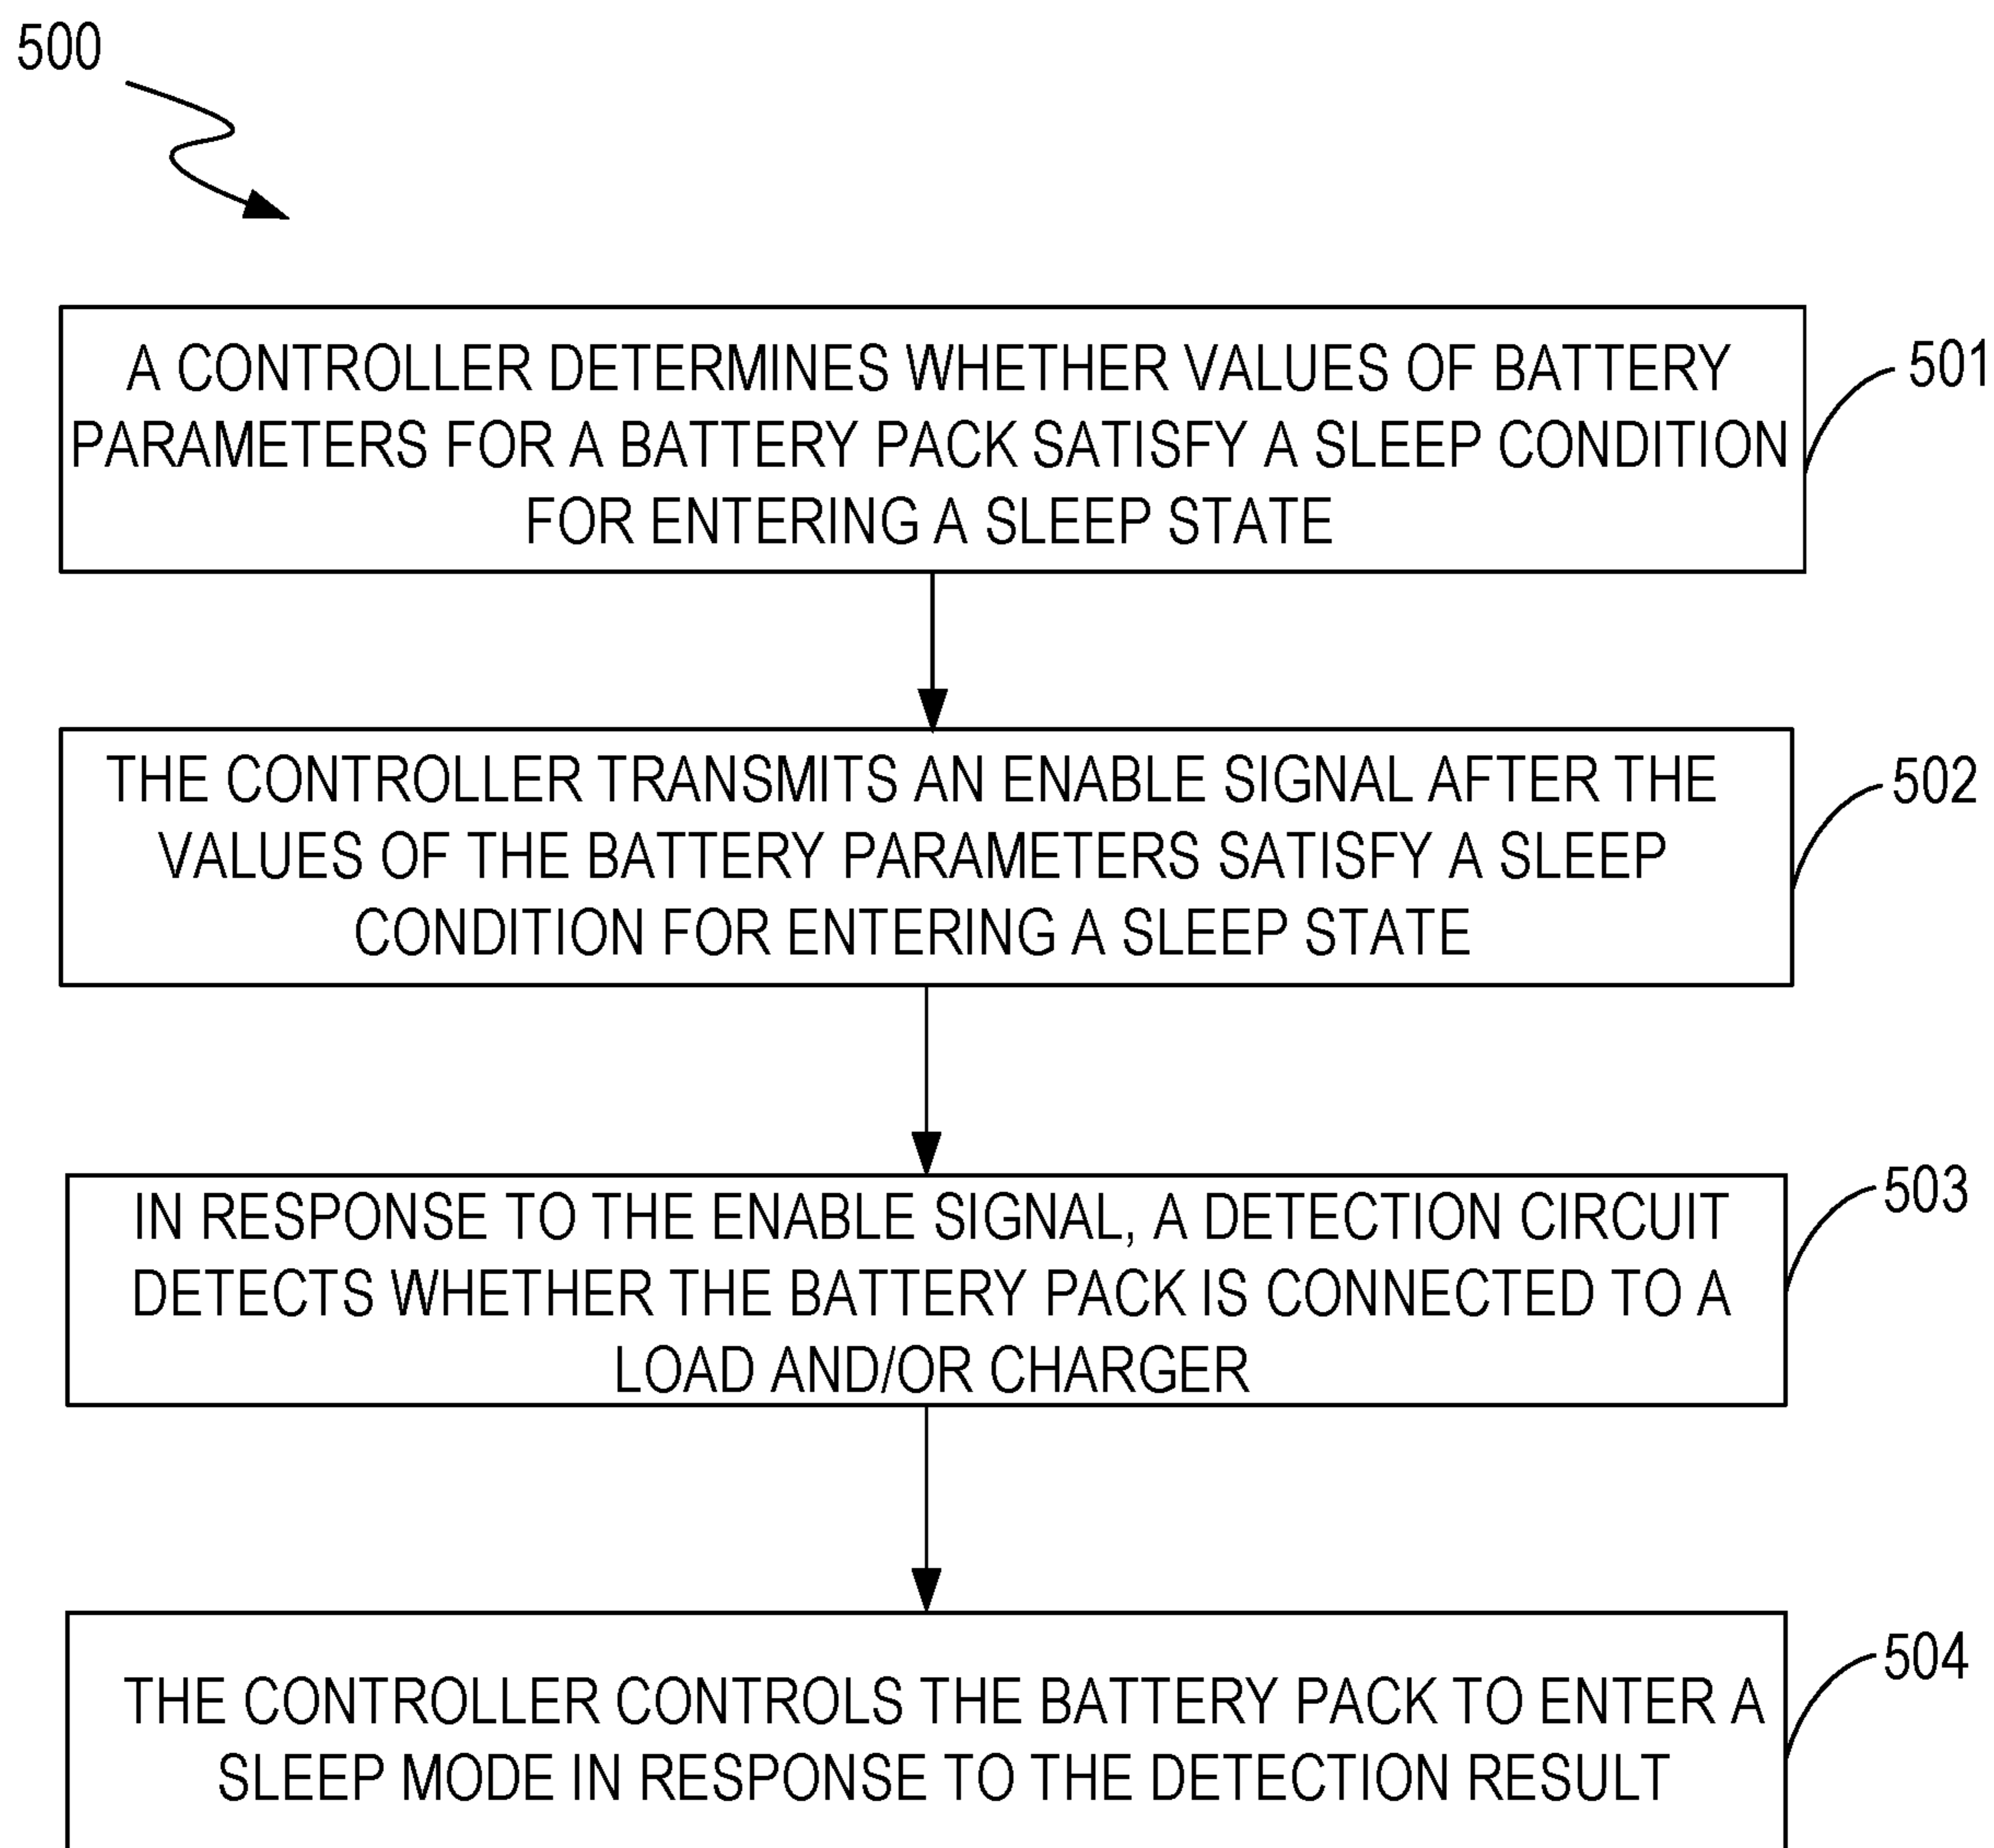 500
A CONTROLLER DETERMINES WHETHER VALUES OF BATTERY
PARAMETERS FOR A BATTERY PACK SATISFY A SLEEP CONDITION
FOR ENTERING A SLEEP STATE
501
THE CONTROLLER TRANSMITS AN ENABLE SIGNAL AFTER THE
VALUES OF THE BATTERY PARAMETERS SATISFY A SLEEP
CONDITION FOR ENTERING A SLEEP STATE
502
IN RESPONSE TO THE ENABLE SIGNAL, A DETECTION CIRCUIT
DETECTS WHETHER THE BATTERY PACK IS CONNECTED TO A
LOAD AND/OR CHARGER
503
THE CONTROLLER CONTROLS THE BATTERY PACK TO ENTER A
SLEEP MODE IN RESPONSE TO THE DETECTION RESULT
504